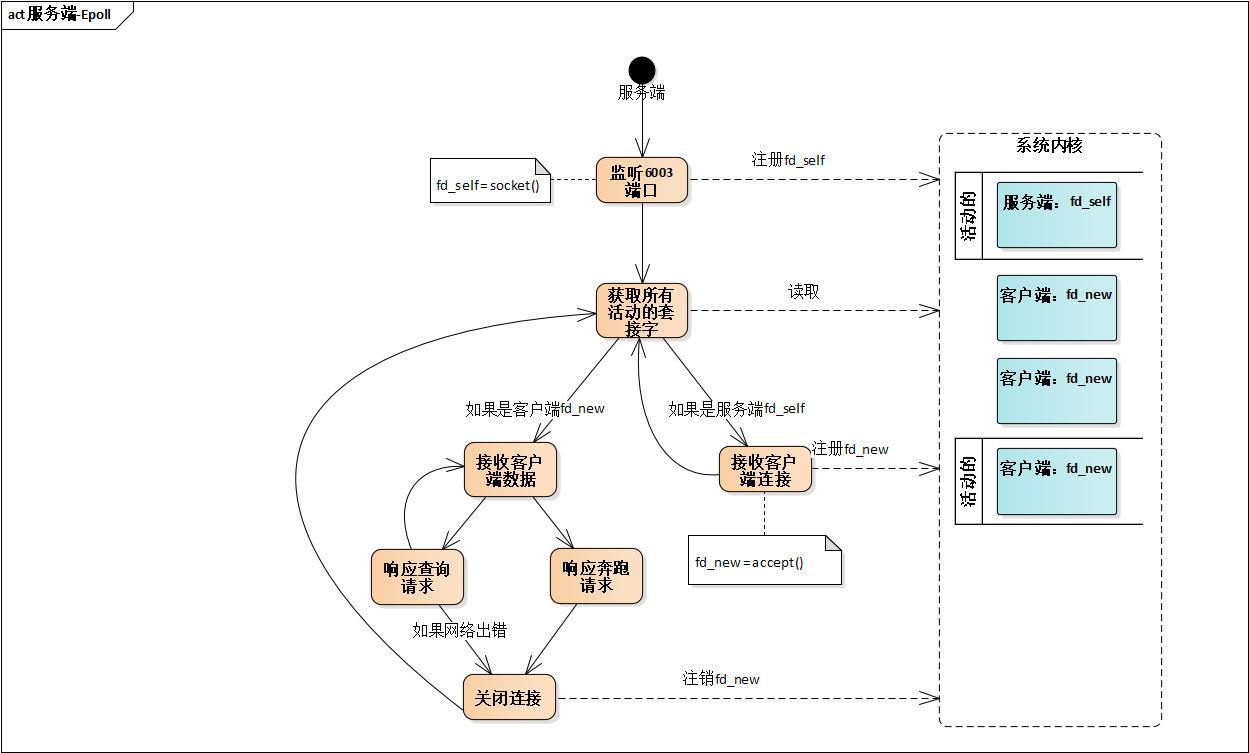 act 服务端-Epoll
服务端
监听6003
端口
fd_self = socket()
注册fd_self
系统内核
活动的
服务端：fd_self
获取所有
活动的套
接字
读取
客户端：fd_new
客户端：fd_new
如果是客户端fd_new
如果是服务端fd_self
接收客户
端数据
接收客户
端连接
注册fd_new
活动的
客户端：fd_new
fd_new = accept()
响应查询
请求
响应奔跑
请求
如果网络出错
关闭连接
注销fd_new